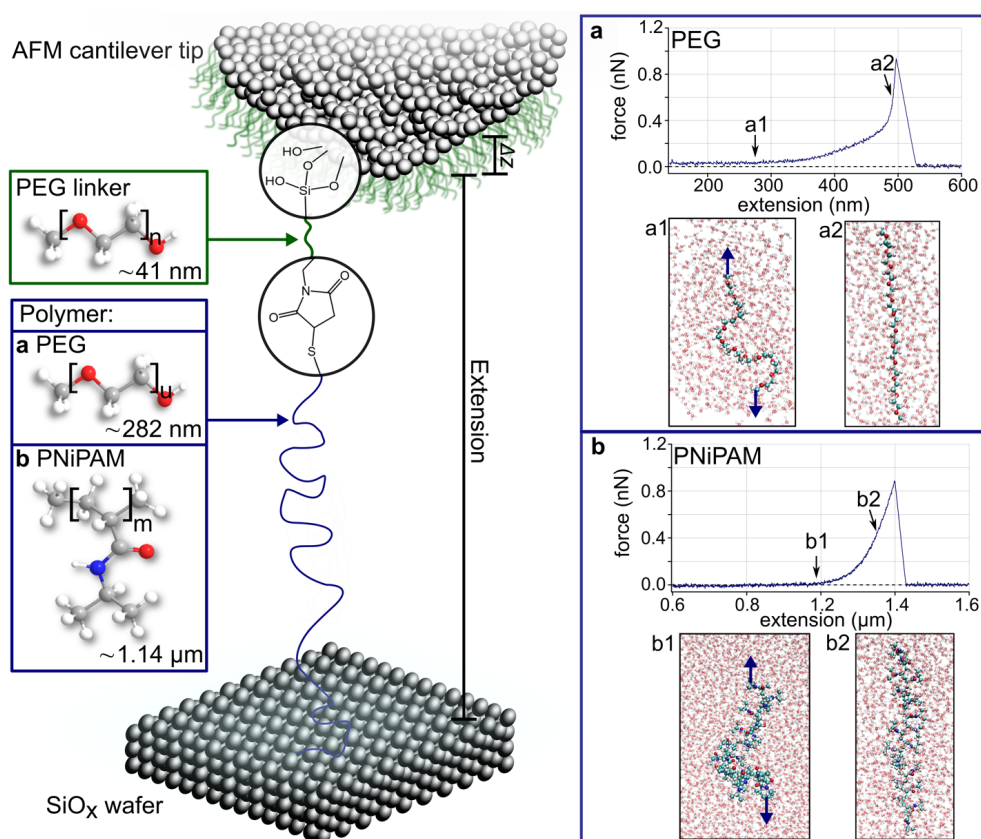 AFM cantilever tip
HO
O
HO
Si
O
Δz
PEG linker
[ ]n
~41 nm
N
O
O
S
Polymer:
a PEG
[ ]u
~282 nm
b PNiPAM
[ ]m
~1.14 µm
Extension
SiOx wafer
a
PEG
force (nN)
1.2
0.8
0.4
0.0
a1
a2
200
300
400
500
600
extension (nm)
a1
a2
b
PNiPAM
force (nN)
1.2
0.8
0.4
0.0
b1
b2
0.6
0.8
1.0
1.2
1.4
1.6
extension (µm)
b1
b2